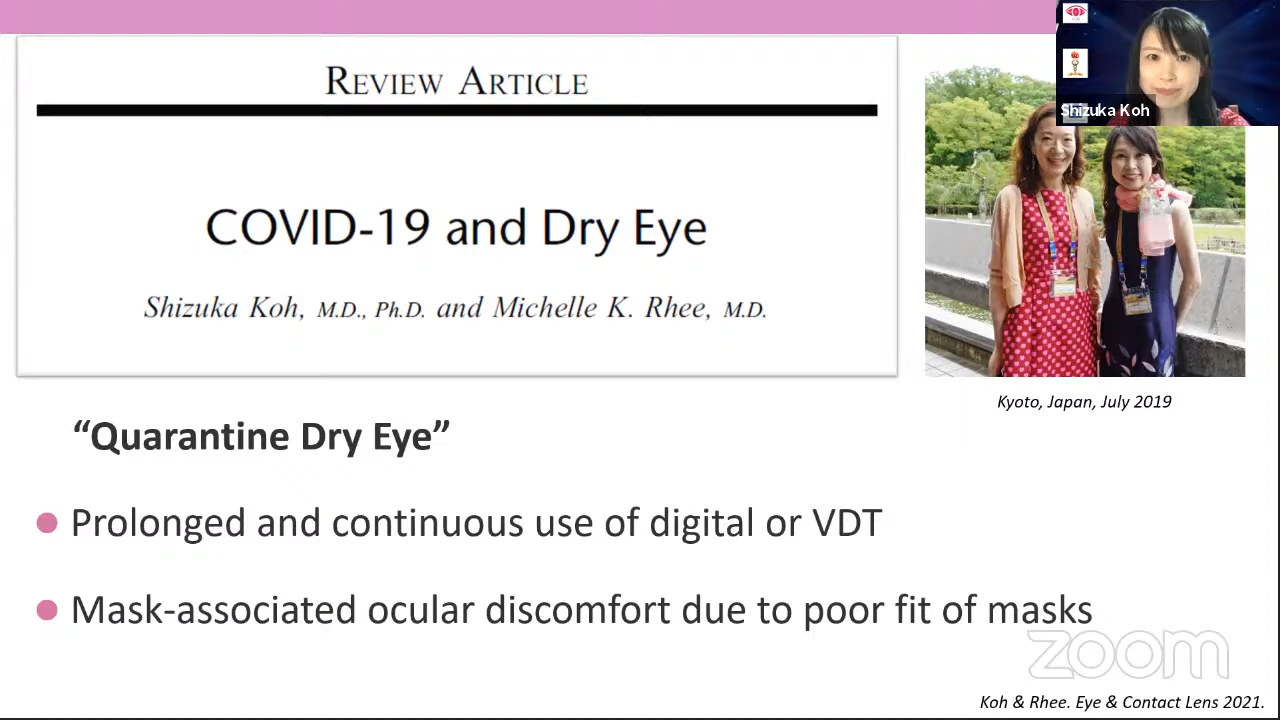 REVIEW ARTICLE
COVID-19 and Dry Eye
Shizuka Koh, M.D., Ph.D. and Michelle K. Rhee, M.D.
Shizuka Koh
Kyoto, Japan, July 2019
“Quarantine Dry Eye”
Prolonged and continuous use of digital or VDT
Mask-associated ocular discomfort due to poor fit of masks
zoom
Koh & Rhee. Eye & Contact Lens 2021.